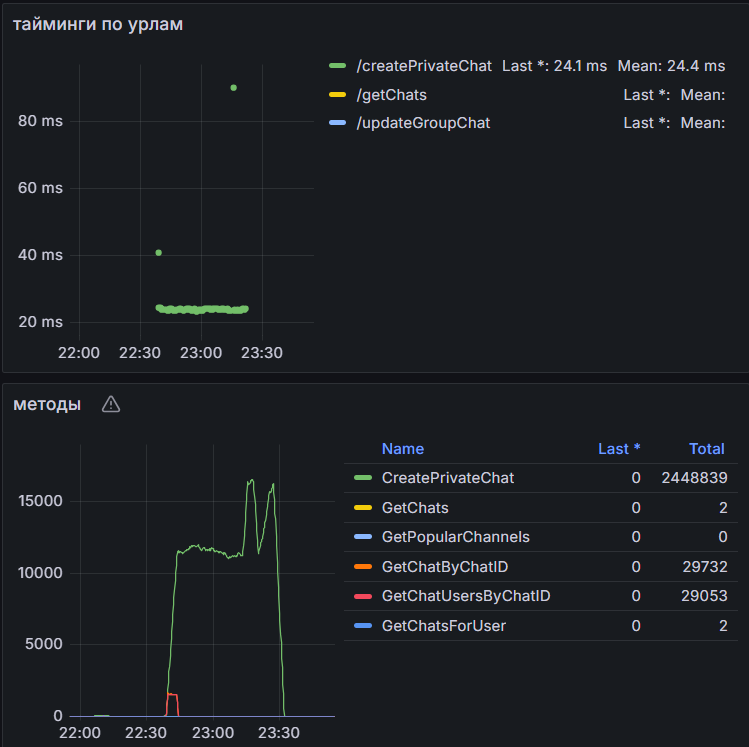 тайминги по урлам
80 ms
60 ms
40 ms
20 ms
22:00 22:30 23:00 23:30
/createPrivateChat Last *: 24.1 ms Mean: 24.4 ms
/getChats Last *: Mean:
/updateGroupChat Last *: Mean:
методы
15000
10000
5000
0
22:00 22:30 23:00 23:30
Name Last * Total
CreatePrivateChat 0 2448839
GetChats 0 2
GetPopularChannels 0 0
GetChatByChatID 0 29732
GetChatUsersByChatID 0 29053
GetChatsForUser 0 2